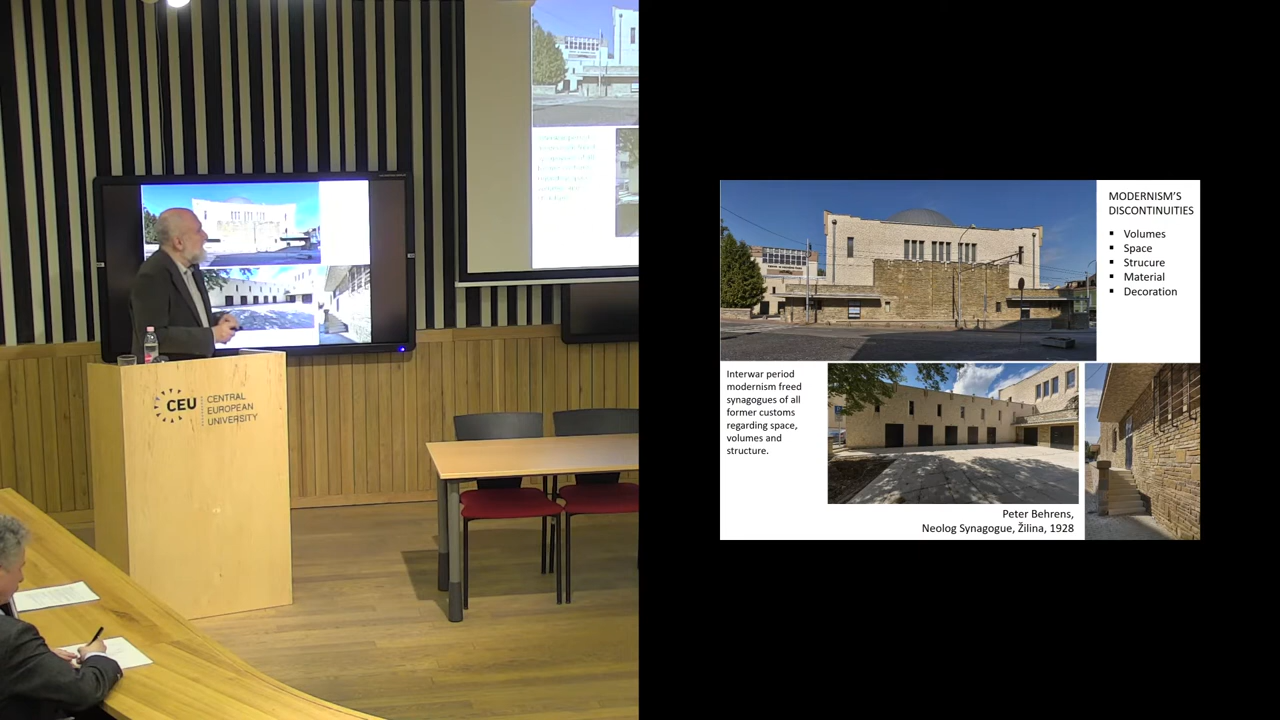 CEU
CENTRAL
EUROPEAN
UNIVERSITY
MODERNISM'S
DISCONTINUITIES
▪ Volumes
▪ Space
▪ Strucure
▪ Material
▪ Decoration
Interwar period
modernism freed
synagogues of all
former customs
regarding space,
volumes and
structure.
Peter Behrens,
Neolog Synagogue, Žilina, 1928